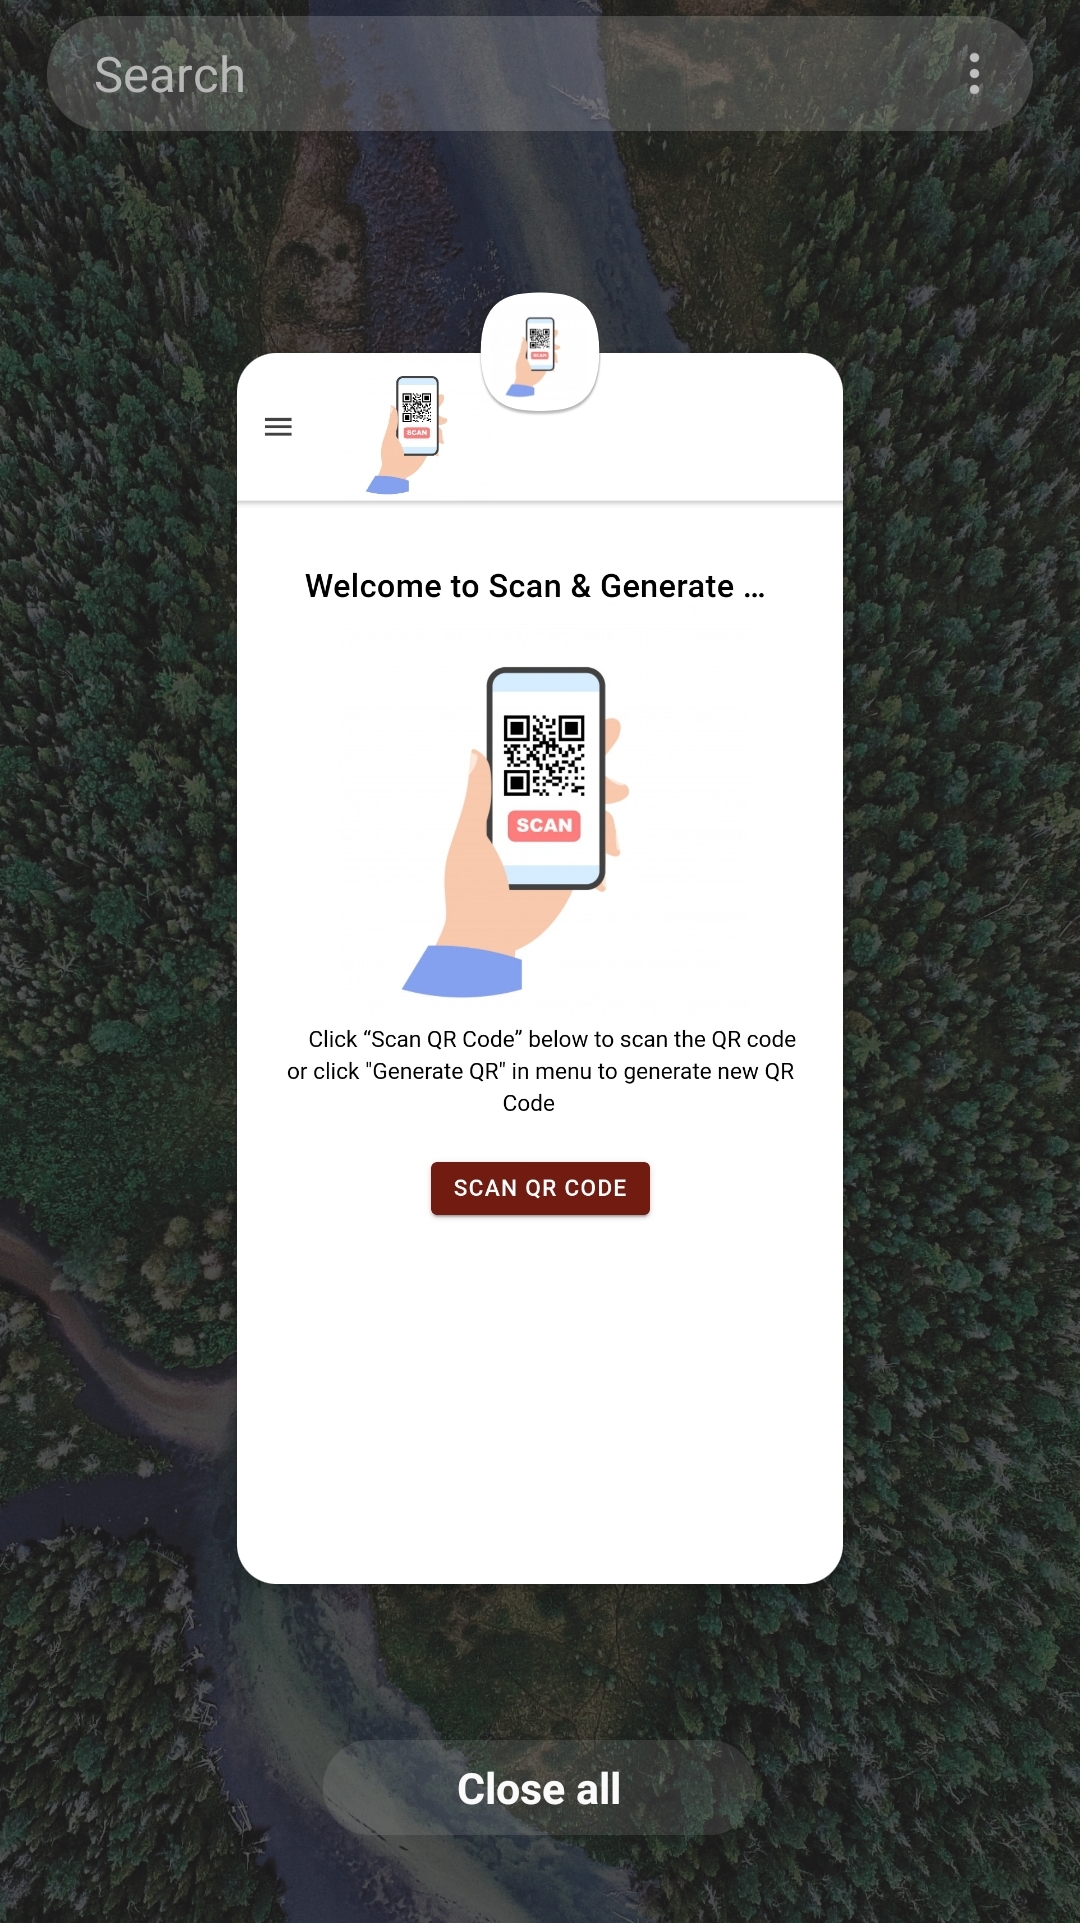 Search
SCAN
SCAN
Welcome to Scan & Generate ...
SCAN
Click “Scan QR Code” below to scan the QR code
or click "Generate QR" in menu to generate new QR
Code
SCAN QR CODE
Close all